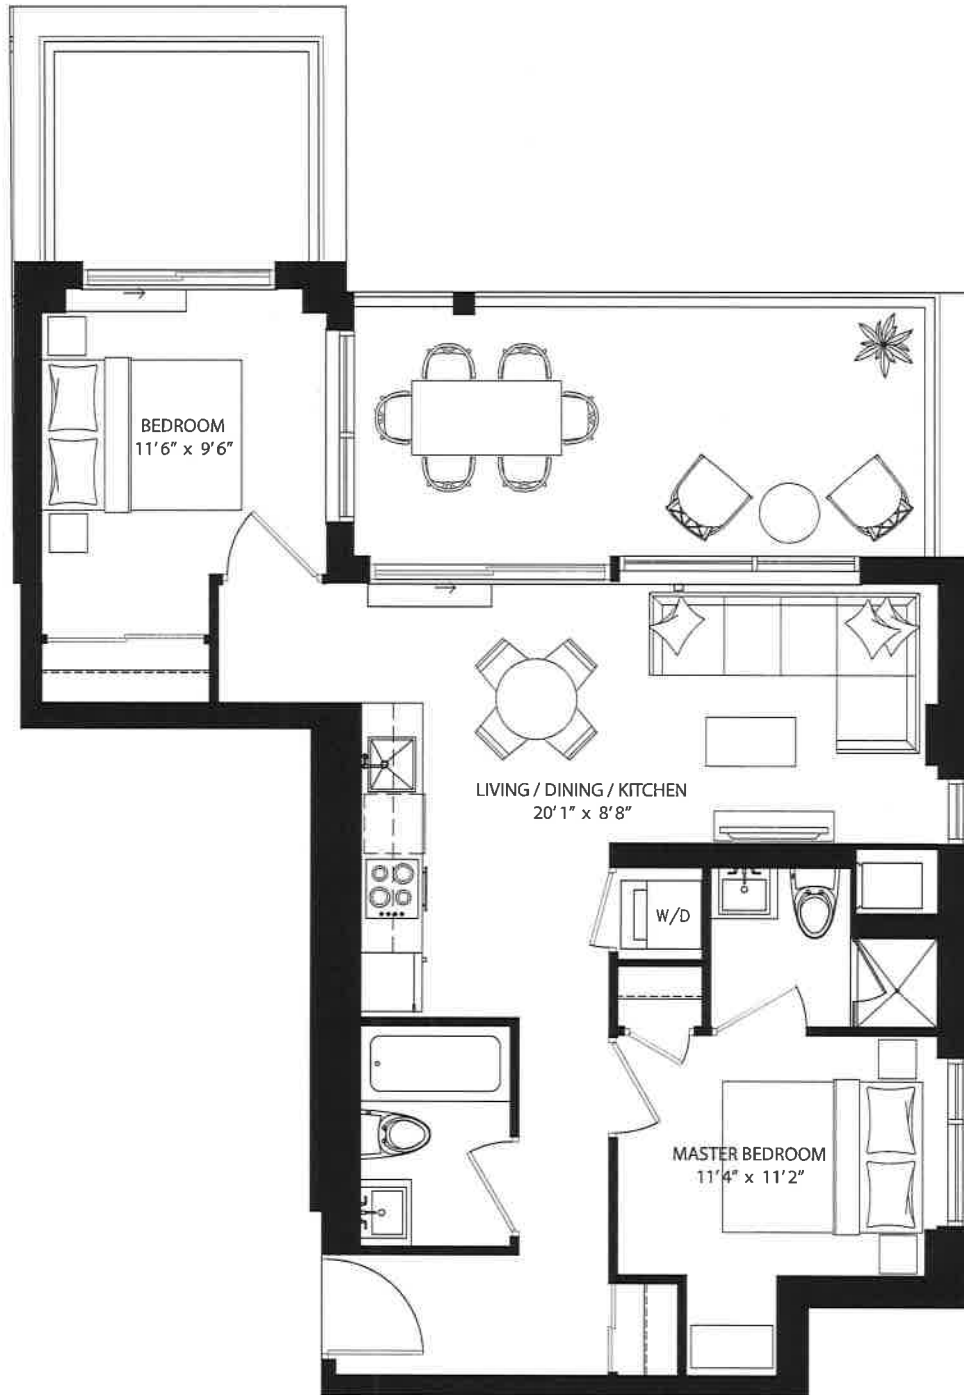 BEDROOM
11'6" x 9'6"
LIVING / DINING / KITCHEN
20'1" x 8'8"
W/D
MASTER BEDROOM
11'4" x 11'2"